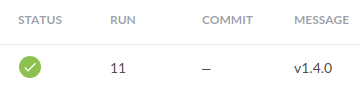 STATUS RUN COMMIT MESSAGE
11 — v1.4.0